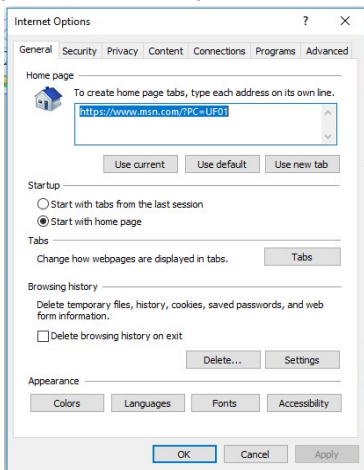 Internet Options ? X
General Security Privacy Content Connections Programs Advanced
Home page
To create home page tabs, type each address on its own line.
https://www.msn.com/?PC=UF01
Use current Use default Use new tab
Startup
Start with tabs from the last session
Start with home page
Tabs
Change how webpages are displayed in tabs. Tabs
Browsing history
Delete temporary files, history, cookies, saved passwords, and web
form information.
Delete browsing history on exit
Delete... Settings
Appearance
Colors Languages Fonts Accessibility
OK Cancel Apply